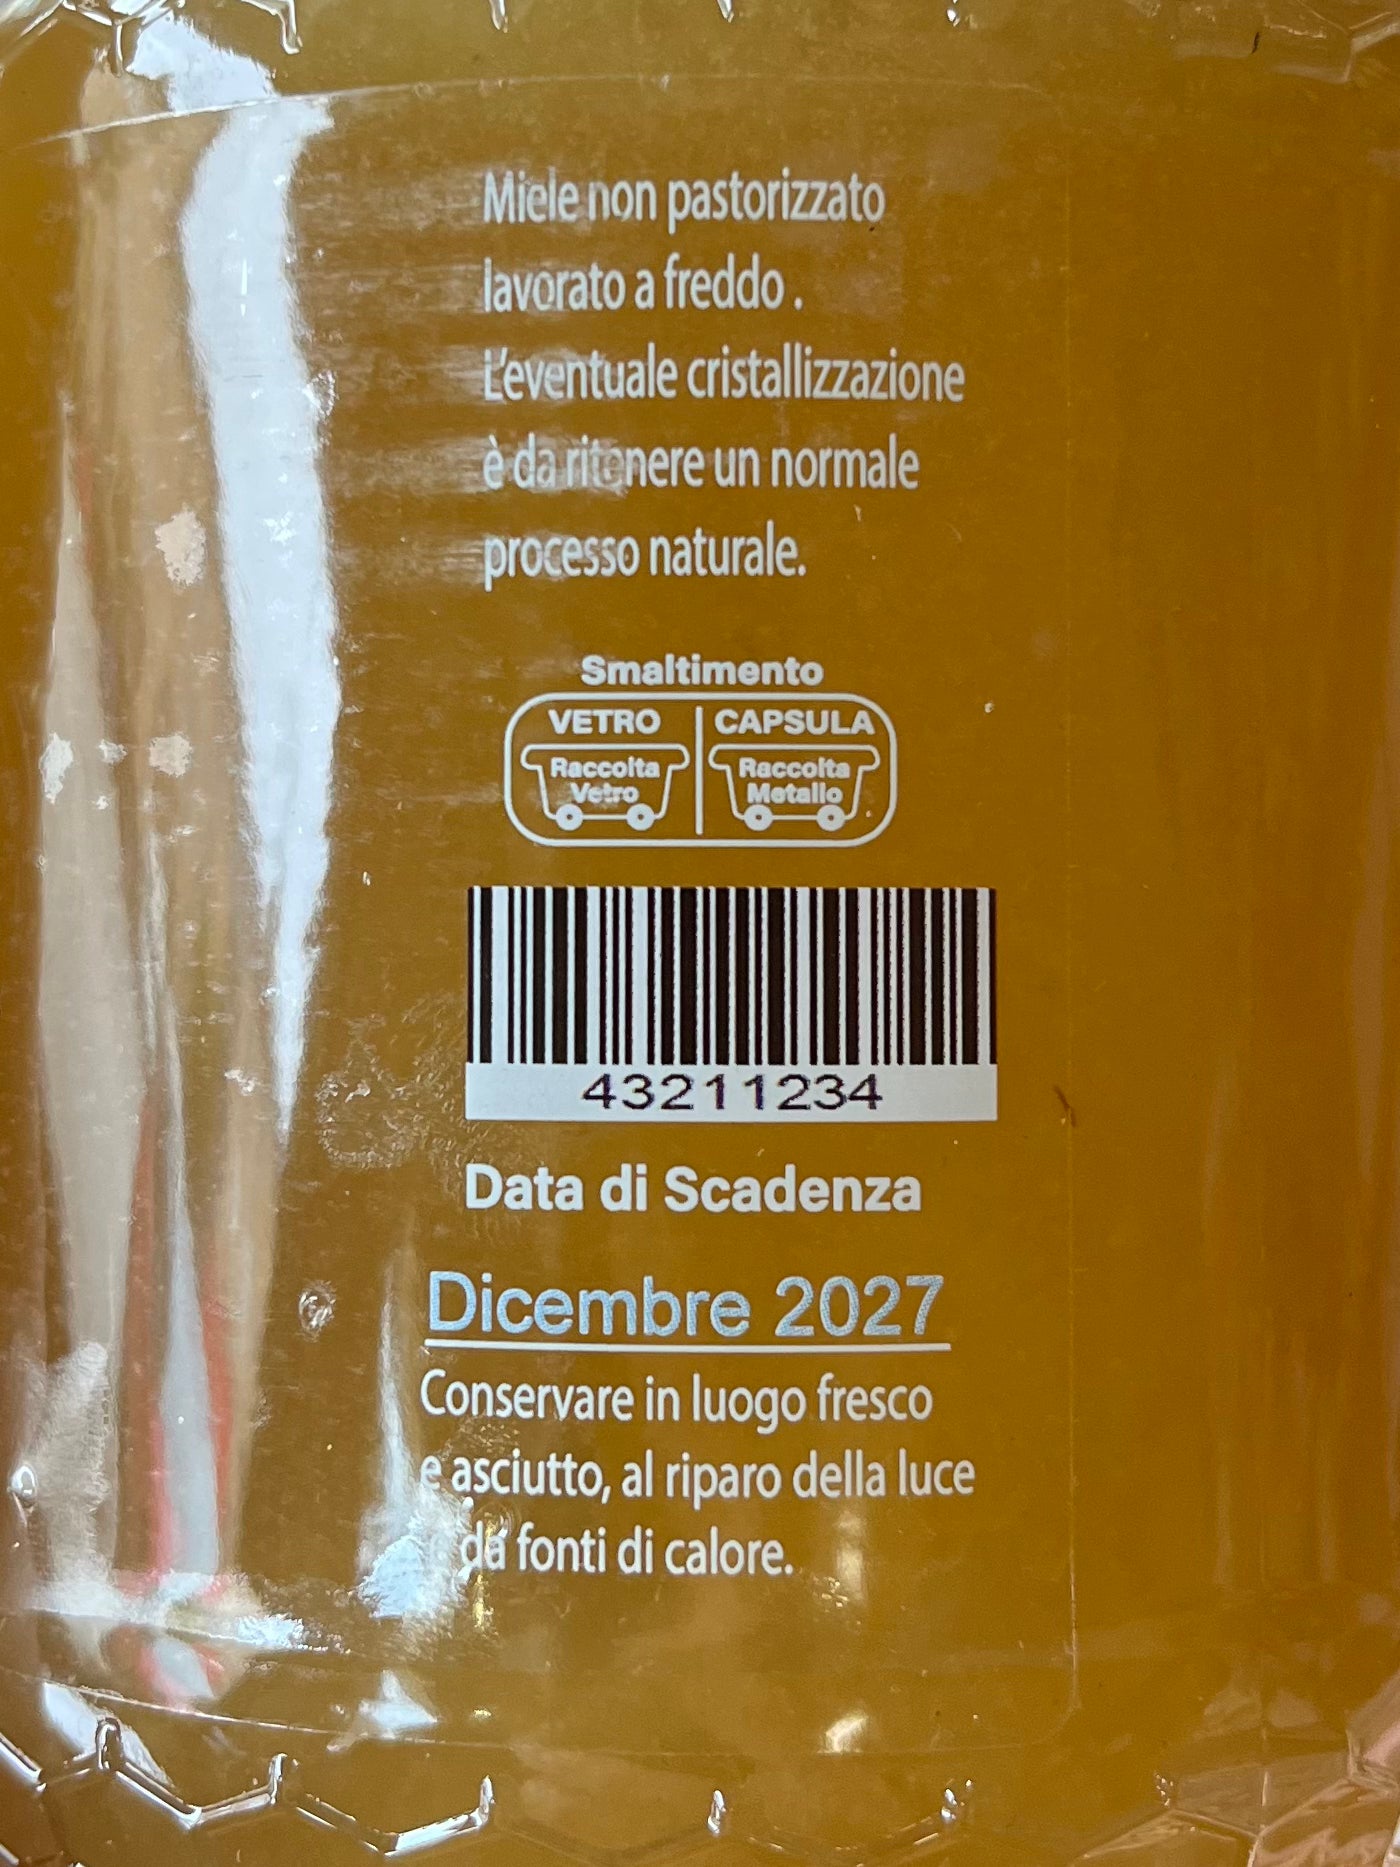 Miele non pastorizzato
lavorato a freddo .
L'eventuale cristallizzazione
è da ritenere un normale
processo naturale.
Smaltimento
VETRO CAPSULA
Raccolta Raccolta
Vetro Metallo
43211234
Data di Scadenza
Dicembre 2027
Conservare in luogo fresco
e asciutto, al riparo della luce
e da fonti di calore.